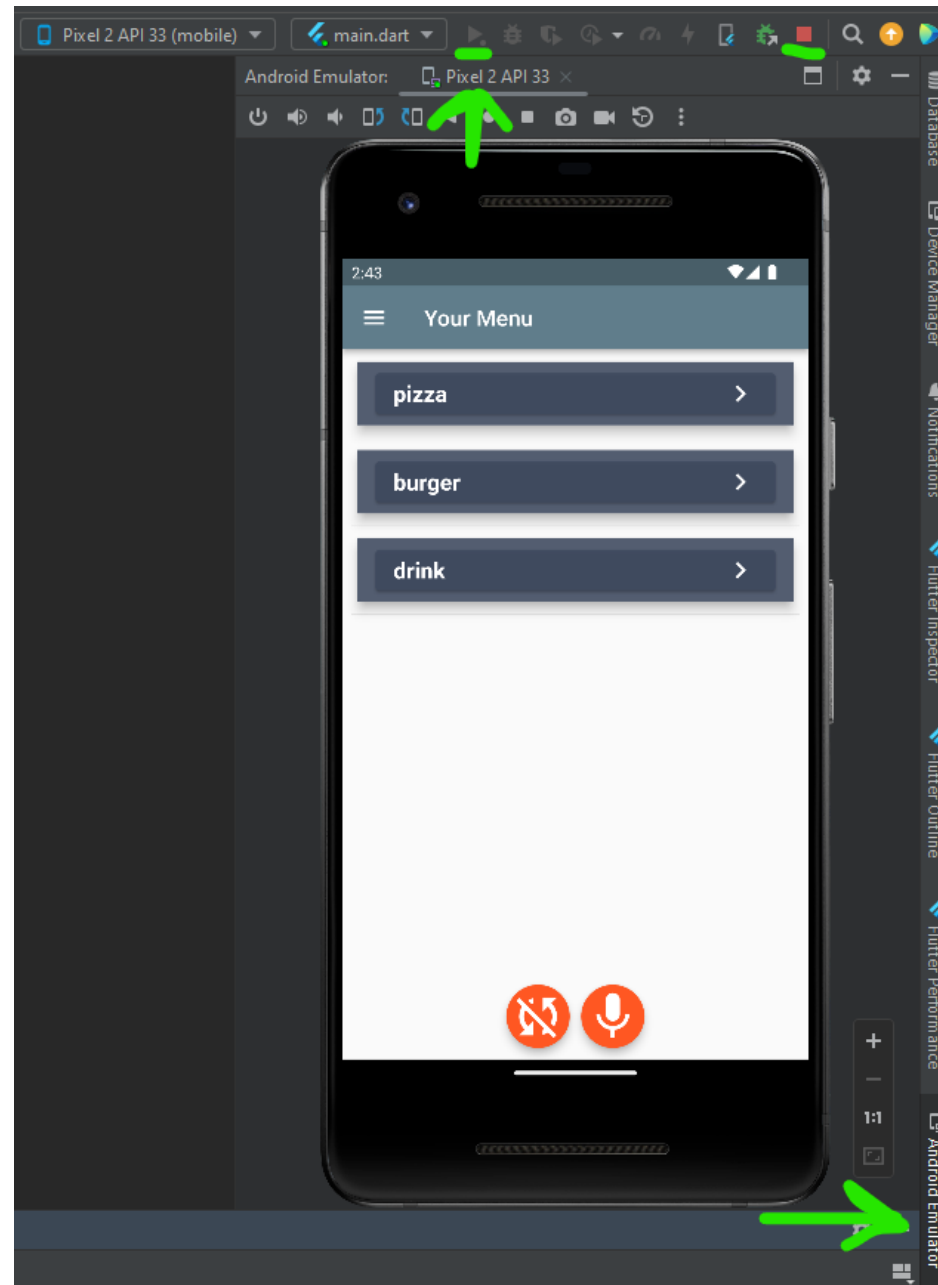 Pixel 2 API 33 (mobile)
main.dart
Android Emulator:
Pixel 2 API 33
2:43
Your Menu
pizza
burger
drink
1:1
Database
Device Manager
Notifications
Flutter Inspector
Flutter Outline
Flutter Performance
Android Emulator